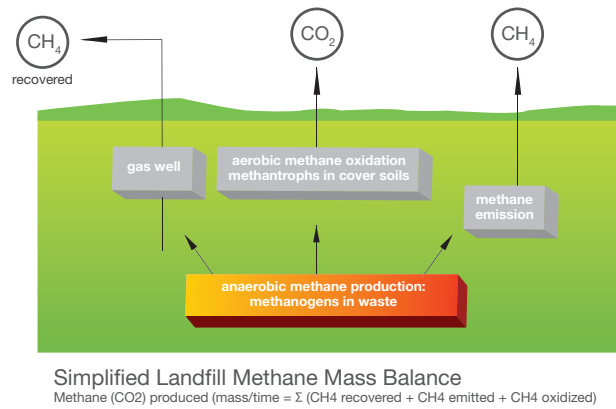 CH4
recovered
CO2
CH4
gas well
aerobic methane oxidation
methantrophs in cover soils
methane
emission
anaerobic methane production:
methanogens in waste
Simplified Landfill Methane Mass Balance
Methane (CO2) produced (mass/time = Σ (CH4 recovered + CH4 emitted + CH4 oxidized)